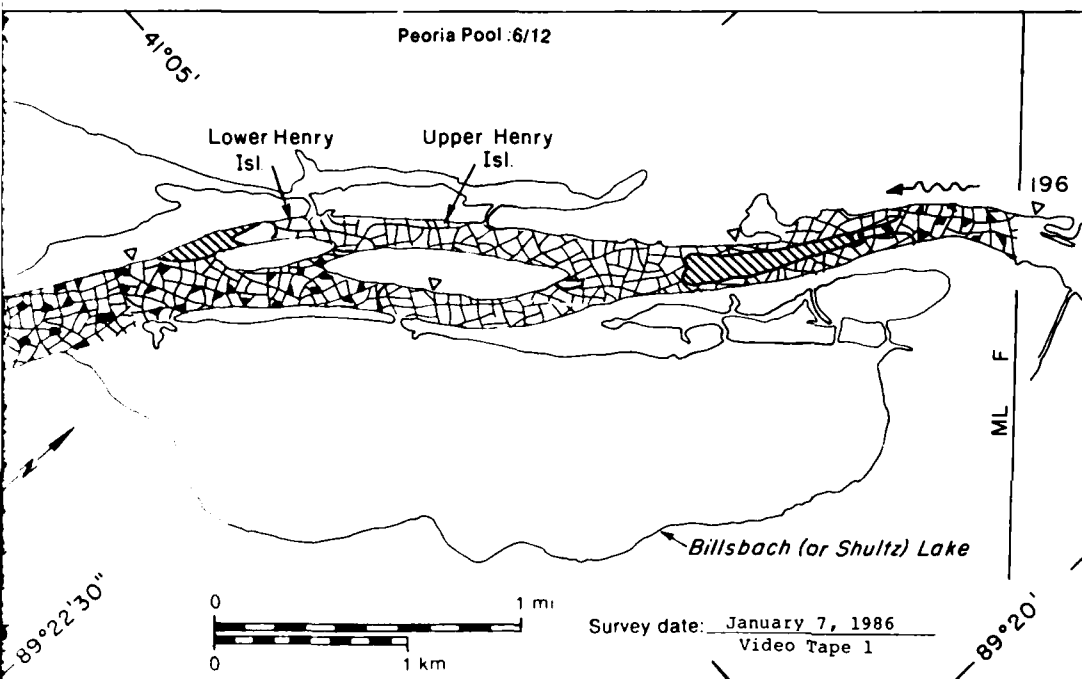 Peoria Pool :6/12
41°05'
Lower Henry
Isl.
Upper Henry
Isl.
196
ML F
N
Billsbach (or Shultz) Lake
89°22'30"
0 1 mi
0 1 km
Survey date: January 7, 1986
Video Tape 1
89°20'